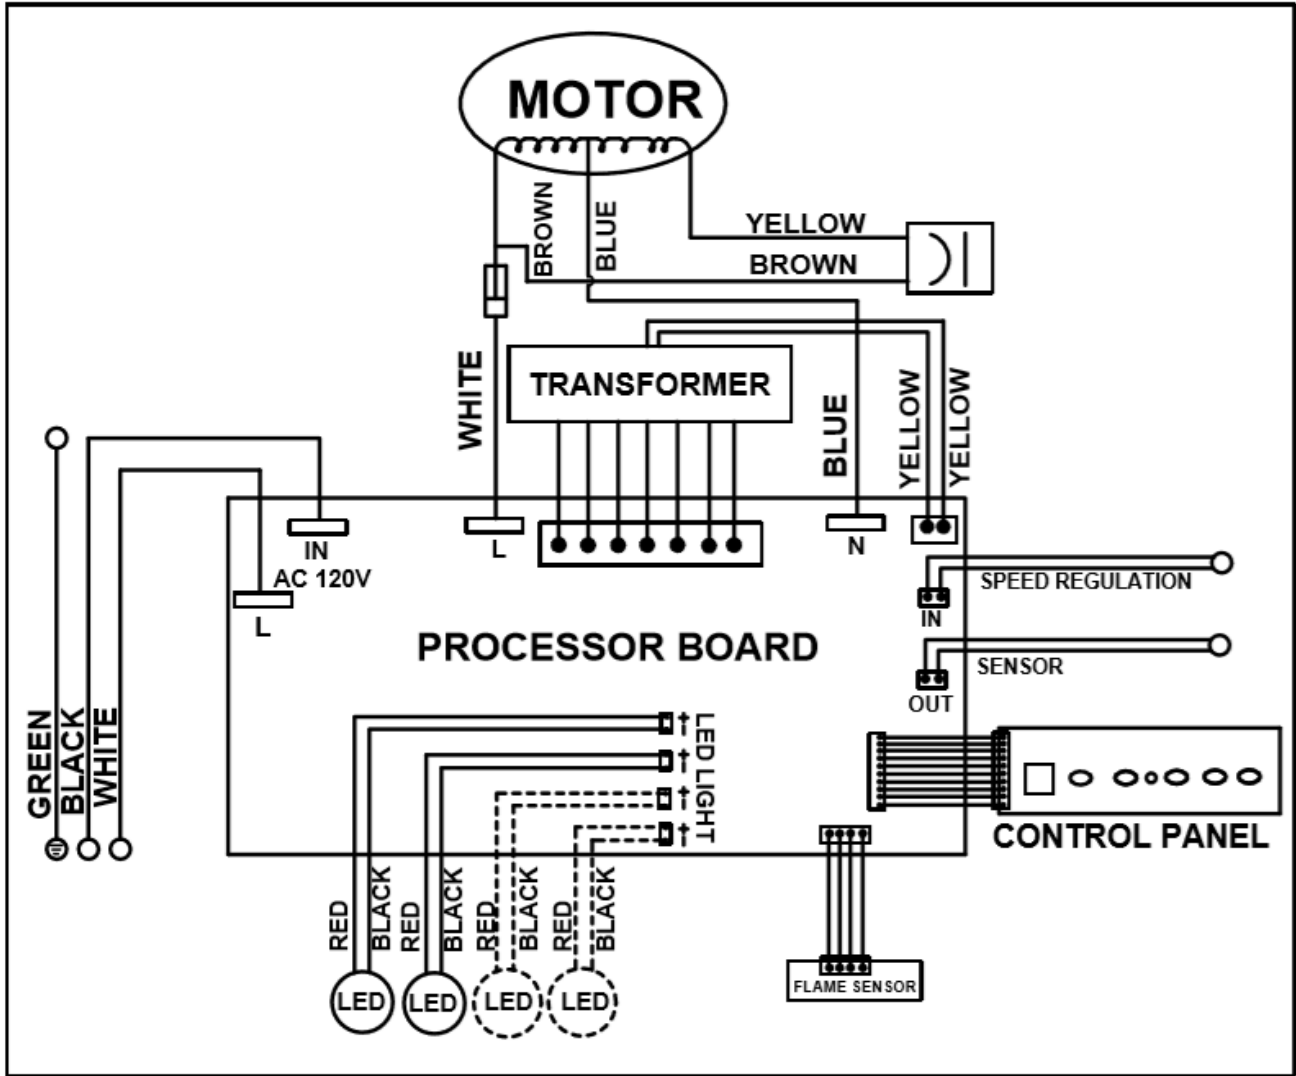 MOTOR
BROWN
BLUE
YELLOW
BROWN
WHITE
TRANSFORMER
BLUE
YELLOW
YELLOW
IN
AC 120V
L
L
N
SPEED REGULATION
IN
PROCESSOR BOARD
SENSOR
OUT
GREEN
BLACK
WHITE
LED LIGHT
+
-
+
-
+
-
+
-
CONTROL PANEL
RED
BLACK
RED
BLACK
RED
BLACK
RED
BLACK
LED
LED
LED
LED
FLAME SENSOR